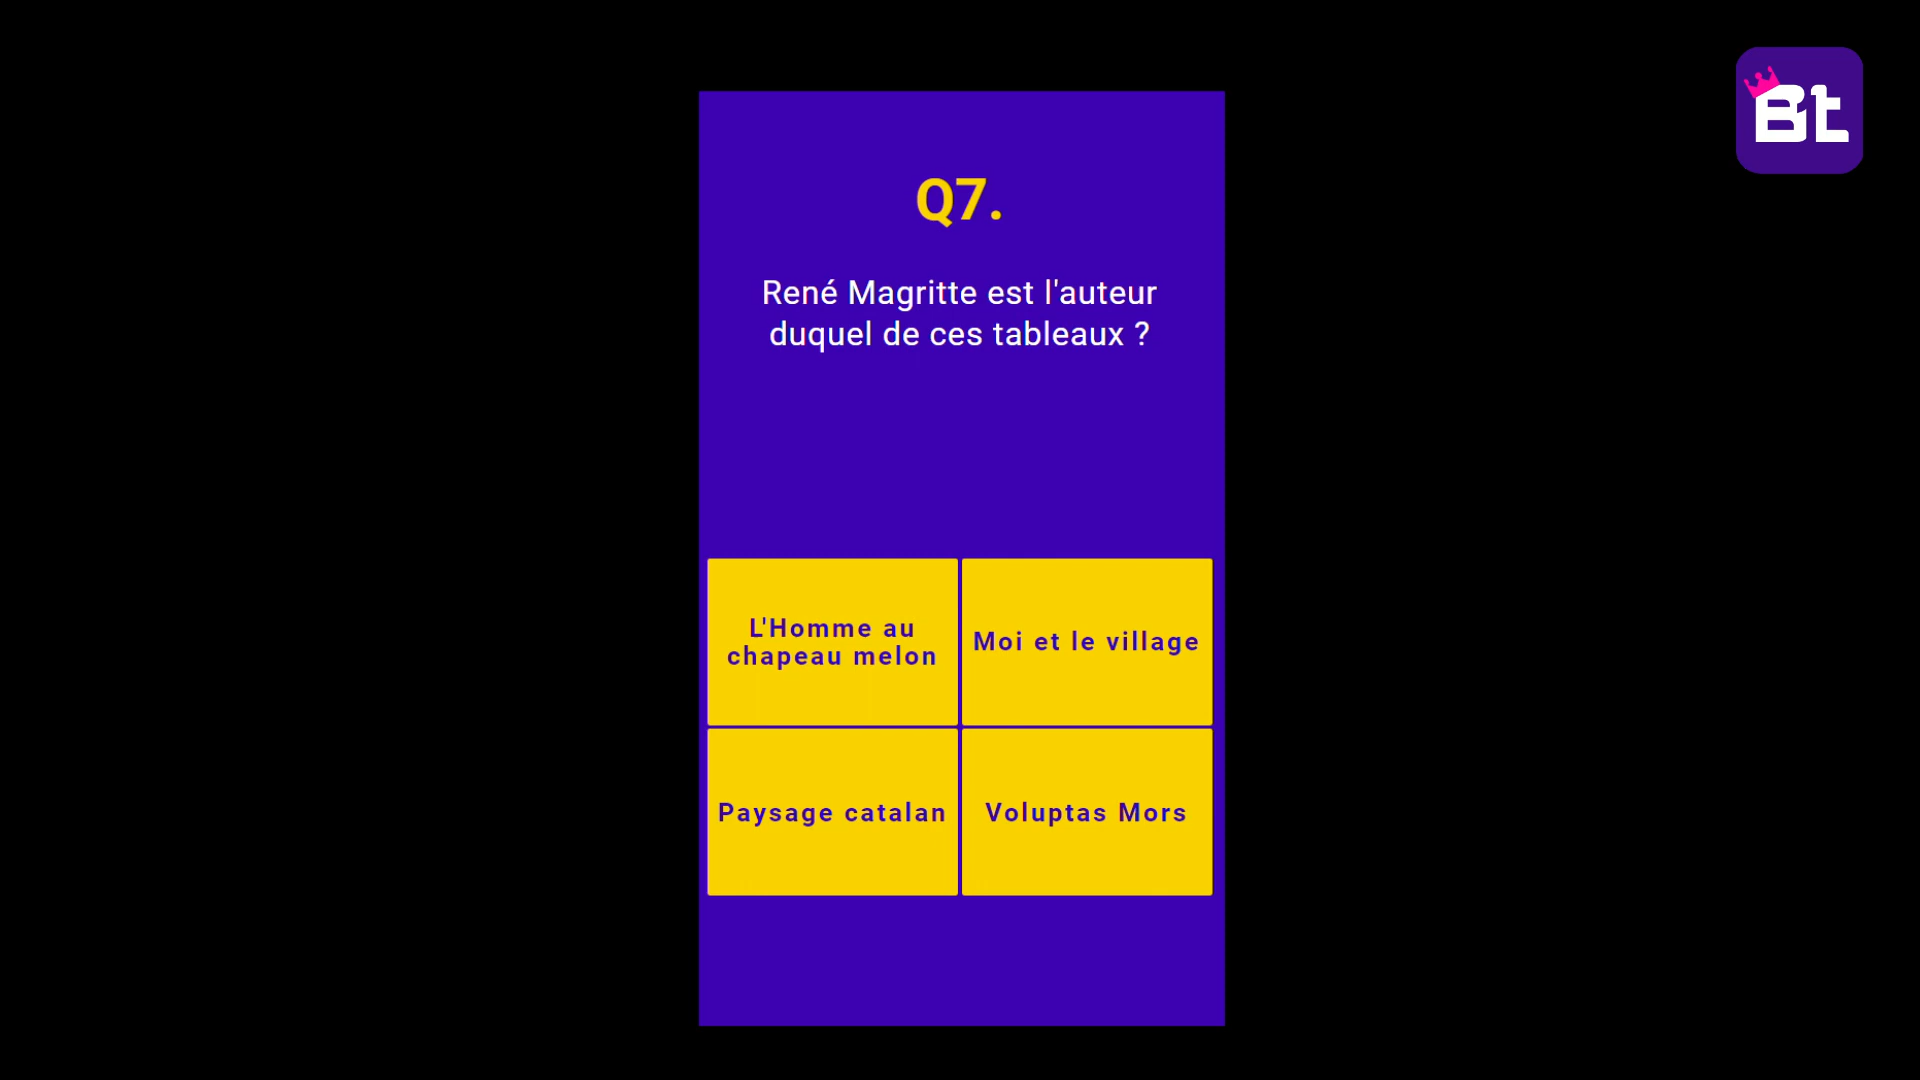 Bt
Q7.
René Magritte est l'auteur
duquel de ces tableaux ?
L'Homme au
chapeau melon
Moi et le village
Paysage catalan
Voluptas Mors